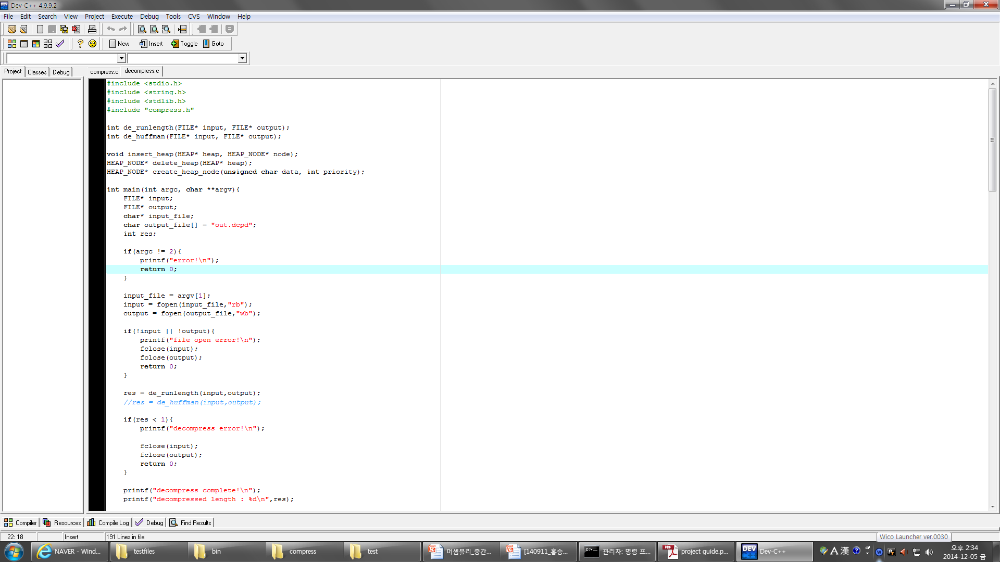 Dev-C++ 4.9.9.2
File Edit Search View Project Execute Debug Tools CVS Window Help
New Insert Toggle Goto
Project Classes Debug compress.c decompress.c
#include <stdio.h>
#include <string.h>
#include <stdlib.h>
#include "compress.h"
int de_runlength(FILE* input, FILE* output);
int de_huffman(FILE* input, FILE* output);
void insert_heap(HEAP* heap, HEAP_NODE* node);
HEAP_NODE* delete_heap(HEAP* heap);
HEAP_NODE* create_heap_node(unsigned char data, int priority);
int main(int argc, char **argv){
FILE* input;
FILE* output;
char* input_file;
char output_file[] = "out.dcpd";
int res;
if(argc != 2){
printf("error!\n");
return 0;
}
input_file = argv[1];
input = fopen(input_file,"rb");
output = fopen(output_file,"wb");
if(!input || !output){
printf("file open error!\n");
fclose(input);
fclose(output);
return 0;
}
res = de_runlength(input,output);
//res = de_huffman(input,output);
if(res < 1){
printf("decompress error!\n");
fclose(input);
fclose(output);
return 0;
}
printf("decompress complete!\n");
printf("decompressed length : %d\n",res);
Compiler Resources Compile Log Debug Find Results
22: 18 Insert 191 Lines in file
Wico Launcher ver.0030
NAVER - Wind... testfiles bin compress test 어셈블리_중간... [140911_홍승... 관리자: 명령 프... project guide.p... Dev-C++ A 漢 오후 2:34
2014-12-05 금